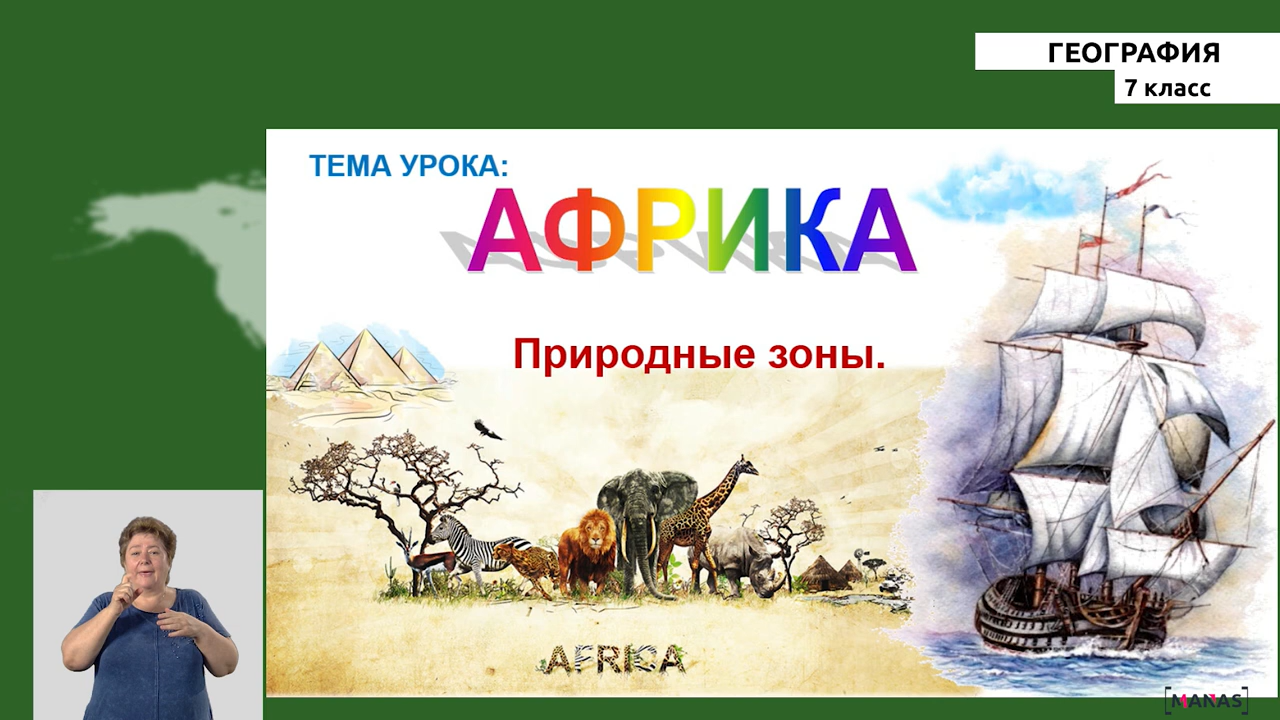 ГЕОГРАФИЯ
7 класс
ТЕМА УРОКА:
АФРИКА
Природные зоны.
AFRICA
[MANAS]